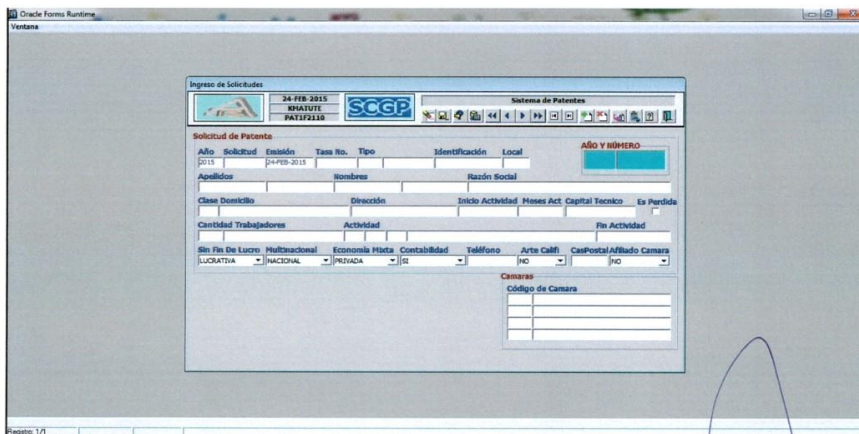 Oracle Forms Runtime
Ventana
Ingreso de Solicitudes
24-FEB-2015
KMATUTE
PAT1F2110
SCGP
Sistema de Patentes
Solicitud de Patente
Año Solicitud Emisión Tasa No. Tipo Identificación Local
AÑO Y NÚMERO
2015 24-FEB-2015
Apellidos Nombres Razón Social
Clase Domicilio Dirección Inicio Actividad Meses Act Capital Tecnico Es Perdida
Cantidad Trabajadores Actividad Fin Actividad
Sin Fin De Lucro Multinacional Economía Mixta Contabilidad Teléfono Arte Califi CasPostal Afiliado Camara
LUCRATIVA NACIONAL PRIVADA SI NO NO
Camaras
Código de Camara
Registro: 1/1